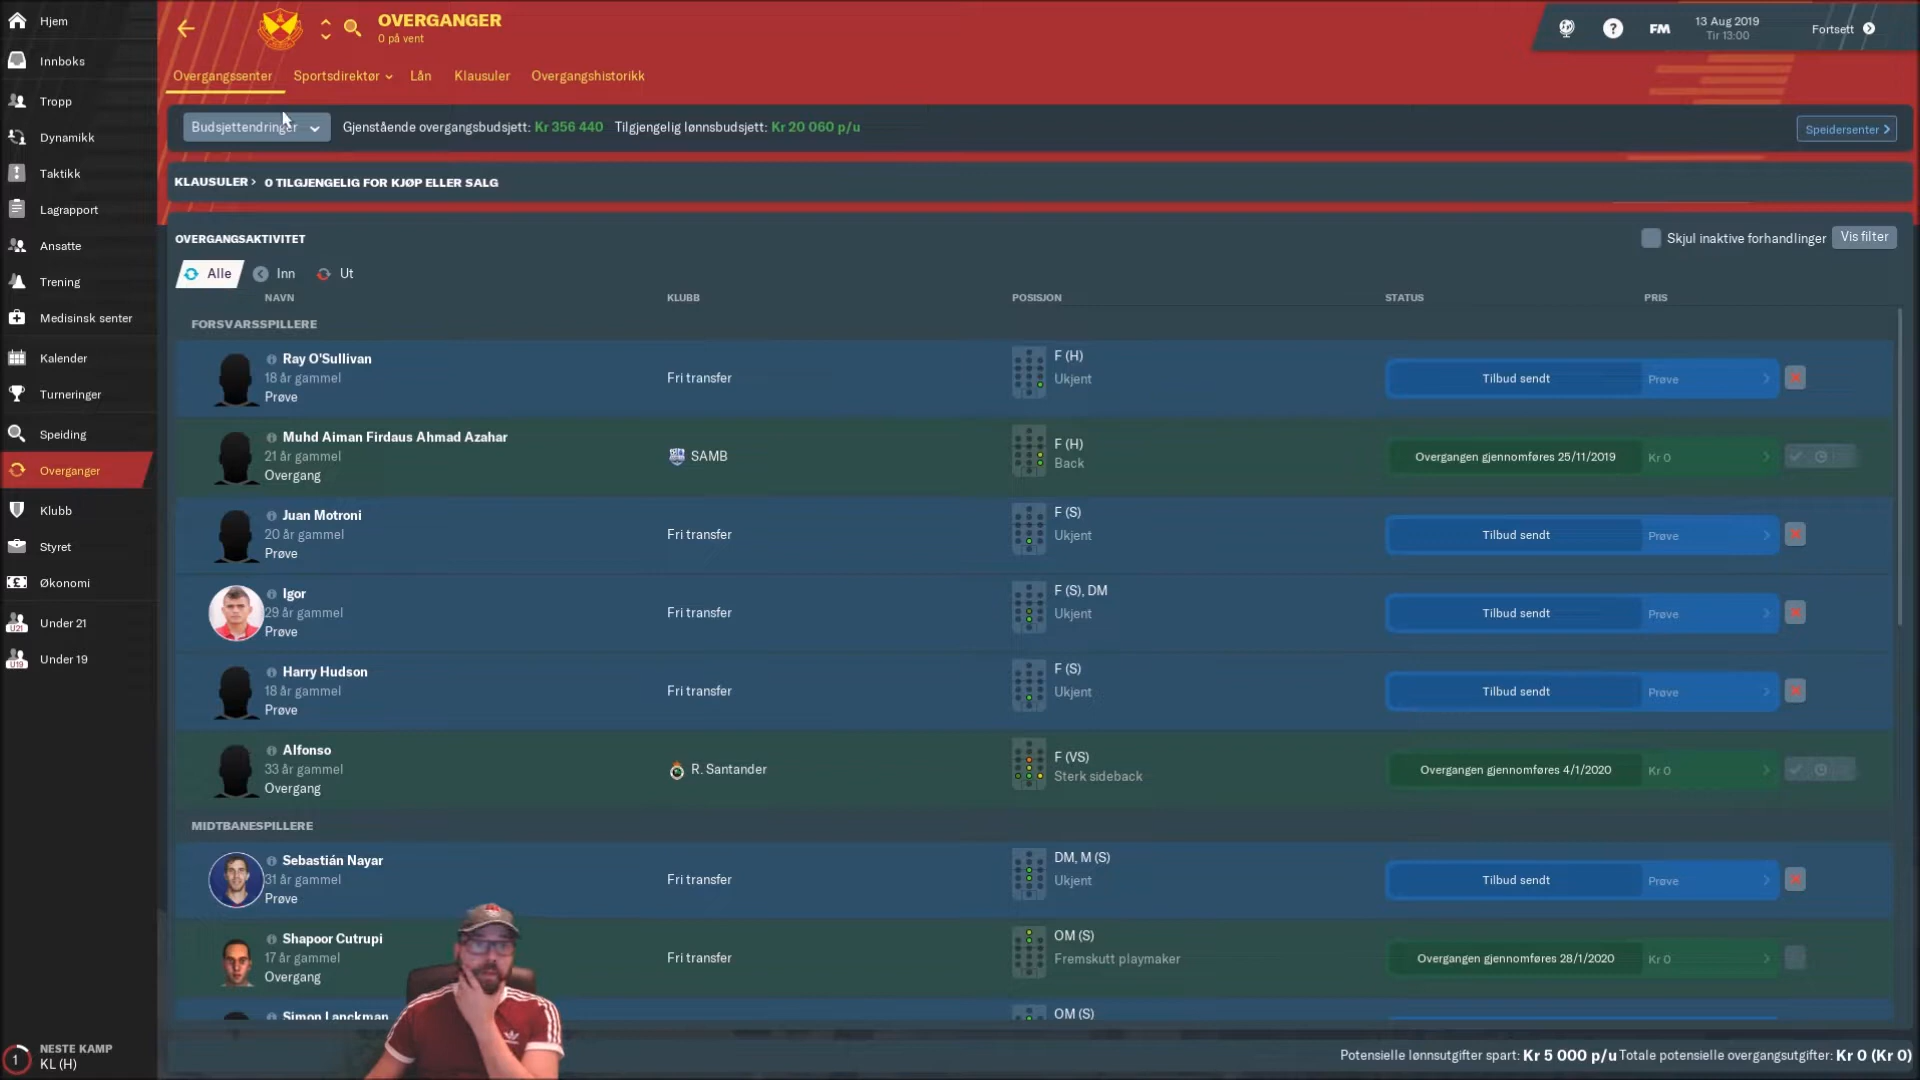 Hjem
Innboks
Tropp
Dynamikk
Taktikk
Lagrapport
Ansatte
Trening
Medisinsk senter
Kalender
Turneringer
Speiding
Overganger
Klubb
Styret
Økonomi
U21 Under 21
U19 Under 19
1 NESTE KAMP
KL (H)
OVERGANGER
0 på vent
? FM 13 Aug 2019
Tir 13:00
Fortsett
Overgangssenter Sportsdirektør Lån Klausuler Overgangshistorikk
Budsjettendringer Gjenstående overgangsbudsjett: Kr 356 440 Tilgjengelig lønnsbudsjett: Kr 20 060 p/u Speidersenter >
KLAUSULER > 0 TILGJENGELIG FOR KJØP ELLER SALG
OVERGANGSAKTIVITET Skjul inaktive forhandlinger Vis filter
Alle Inn Ut
NAVN KLUBB POSISJON STATUS PRIS
FORSVARSSPILLERE
Ray O'Sullivan
18 år gammel
Prøve
Fri transfer
F (H)
Ukjent
Tilbud sendt Prøve
Muhd Aiman Firdaus Ahmad Azahar
21 år gammel
Overgang
SAMB
F (H)
Back
Overgangen gjennomføres 25/11/2019 Kr 0
Juan Motroni
20 år gammel
Prøve
Fri transfer
F (S)
Ukjent
Tilbud sendt Prøve
Igor
29 år gammel
Prøve
Fri transfer
F (S), DM
Ukjent
Tilbud sendt Prøve
Harry Hudson
18 år gammel
Prøve
Fri transfer
F (S)
Ukjent
Tilbud sendt Prøve
Alfonso
33 år gammel
Overgang
R. Santander
F (VS)
Sterk sideback
Overgangen gjennomføres 4/1/2020 Kr 0
MIDTBANESPILLERE
Sebastián Nayar
31 år gammel
Prøve
Fri transfer
DM, M (S)
Ukjent
Tilbud sendt Prøve
Shapoor Cutrupi
17 år gammel
Overgang
Fri transfer
OM (S)
Fremskutt playmaker
Overgangen gjennomføres 28/1/2020 Kr 0
Simon Lanckman
OM (S)
Potensielle lønnsutgifter spart: Kr 5 000 p/u Totale potensielle overgangsutgifter: Kr 0 (Kr 0)